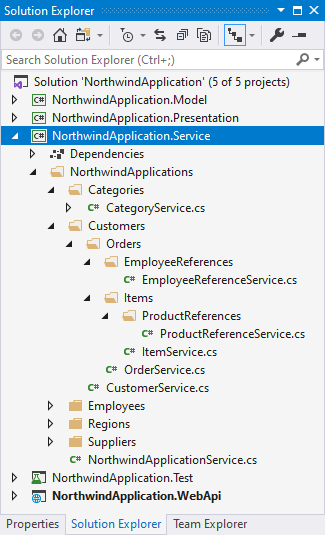 Solution Explorer
Search Solution Explorer (Ctrl+;)
Solution 'NorthwindApplication' (5 of 5 projects)
C# NorthwindApplication.Model
C# NorthwindApplication.Presentation
C# NorthwindApplication.Service
Dependencies
NorthwindApplications
Categories
C# CategoryService.cs
Customers
Orders
EmployeeReferences
C# EmployeeReferenceService.cs
Items
ProductReferences
C# ProductReferenceService.cs
C# ItemService.cs
C# OrderService.cs
C# CustomerService.cs
Employees
Regions
Suppliers
C# NorthwindApplicationService.cs
NorthwindApplication.Test
NorthwindApplication.WebApi
Properties Solution Explorer Team Explorer